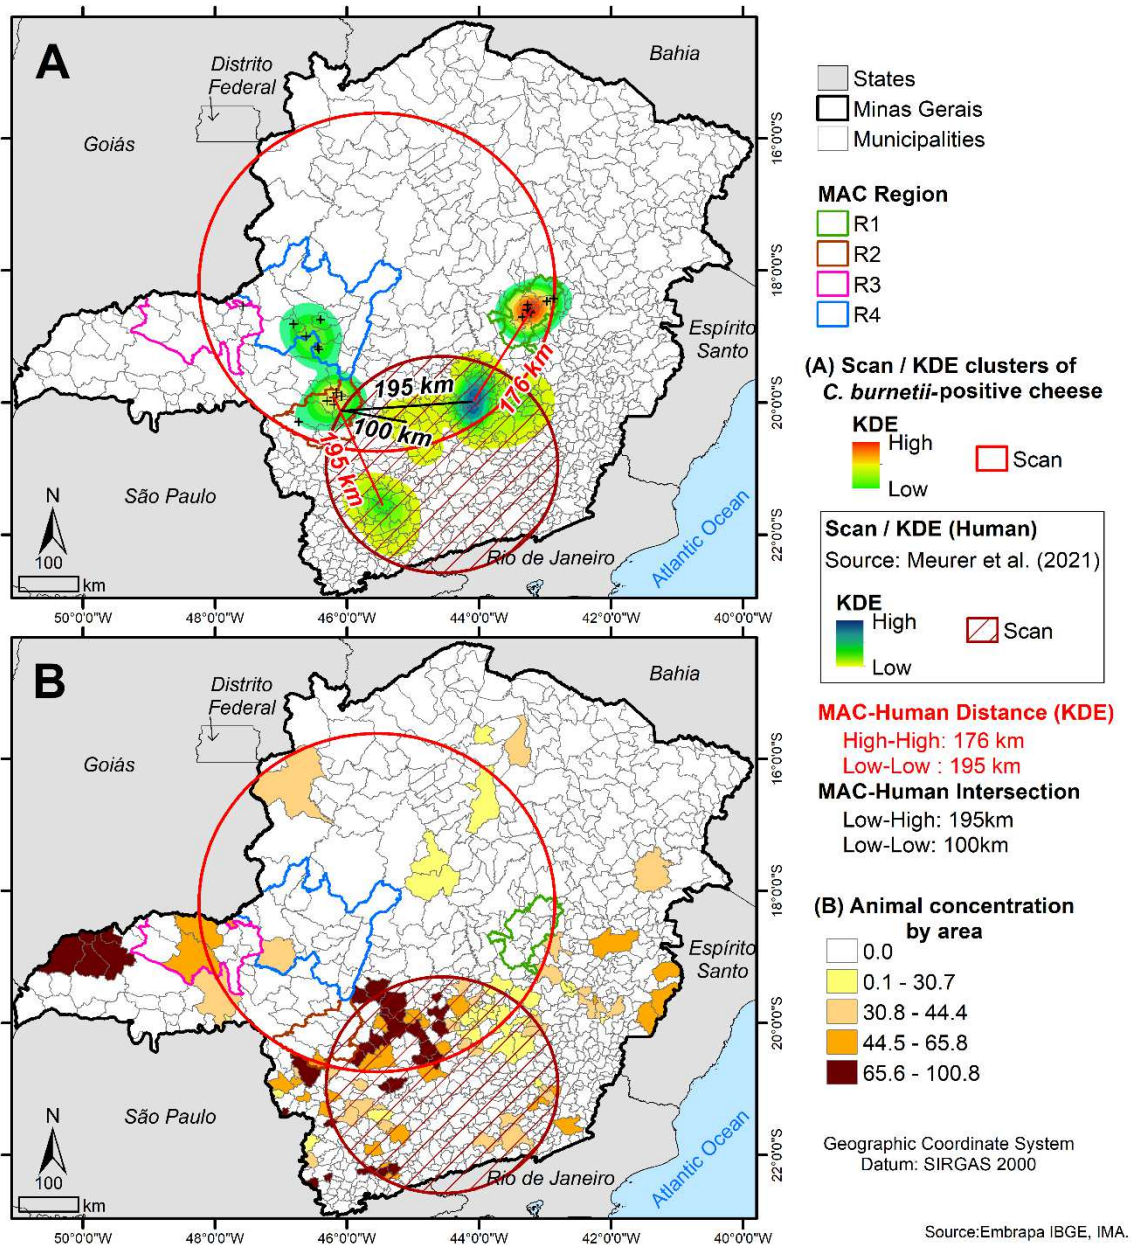 A
Distrito
Federal
Bahia
Goiás
Espírito
Santo
195 km
176-km
100 km
195 km
São Paulo
Rio de Janeiro
Atlantic Ocean
N
100
km
16°0'0"S
18°0'0"S
20°0'0"S
22°0'0"S
50°0'0"W
48°0'0"W
46°0'0"W
44°0'0"W
42°0'0"W
40°0'0"W
B
Distrito
Federal
Bahia
Goiás
Espírito
Santo
São Paulo
Rio de Janeiro
Atlantic Ocean
N
100
km
16°0'0"S
18°0'0"S
20°0'0"S
22°0'0"S
50°0'0"W
48°0'0"W
46°0'0"W
44°0'0"W
42°0'0"W
40°0'0"W
States
Minas Gerais
Municipalities
MAC Region
R1
R2
R3
R4
(A) Scan / KDE clusters of
C. burnetii-positive cheese
KDE
High
Low
Scan
Scan / KDE (Human)
Source: Meurer et al. (2021)
KDE
High
Low
Scan
MAC-Human Distance (KDE)
High-High: 176 km
Low-Low : 195 km
MAC-Human Intersection
Low-High: 195km
Low-Low: 100km
(B) Animal concentration
by area
0.0
0.1 - 30.7
30.8 - 44.4
44.5 - 65.8
65.6 - 100.8
Geographic Coordinate System
Datum: SIRGAS 2000
Source:Embrapa IBGE, IMA.